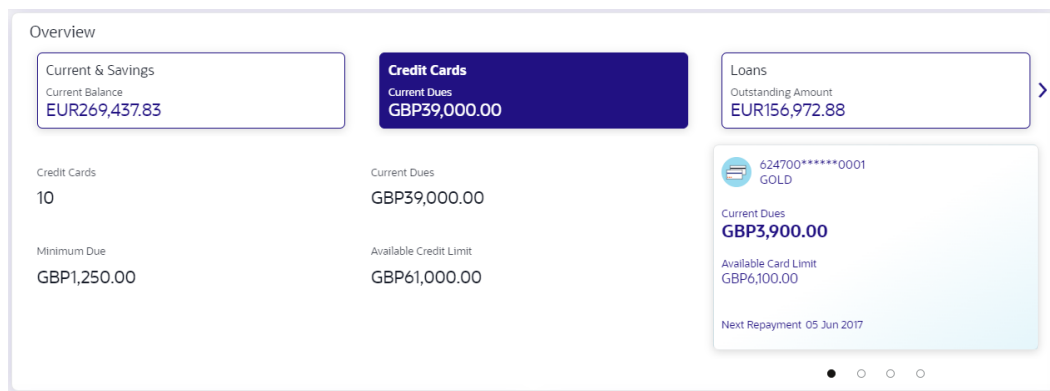 Overview
Current & Savings
Current Balance
EUR269,437.83
Credit Cards
Current Dues
GBP39,000.00
Loans
Outstanding Amount
EUR156,972.88
Credit Cards
10
Current Dues
GBP39,000.00
Minimum Due
GBP1,250.00
Available Credit Limit
GBP61,000.00
624700******0001
GOLD
Current Dues
GBP3,900.00
Available Card Limit
GBP6,100.00
Next Repayment 05 Jun 2017